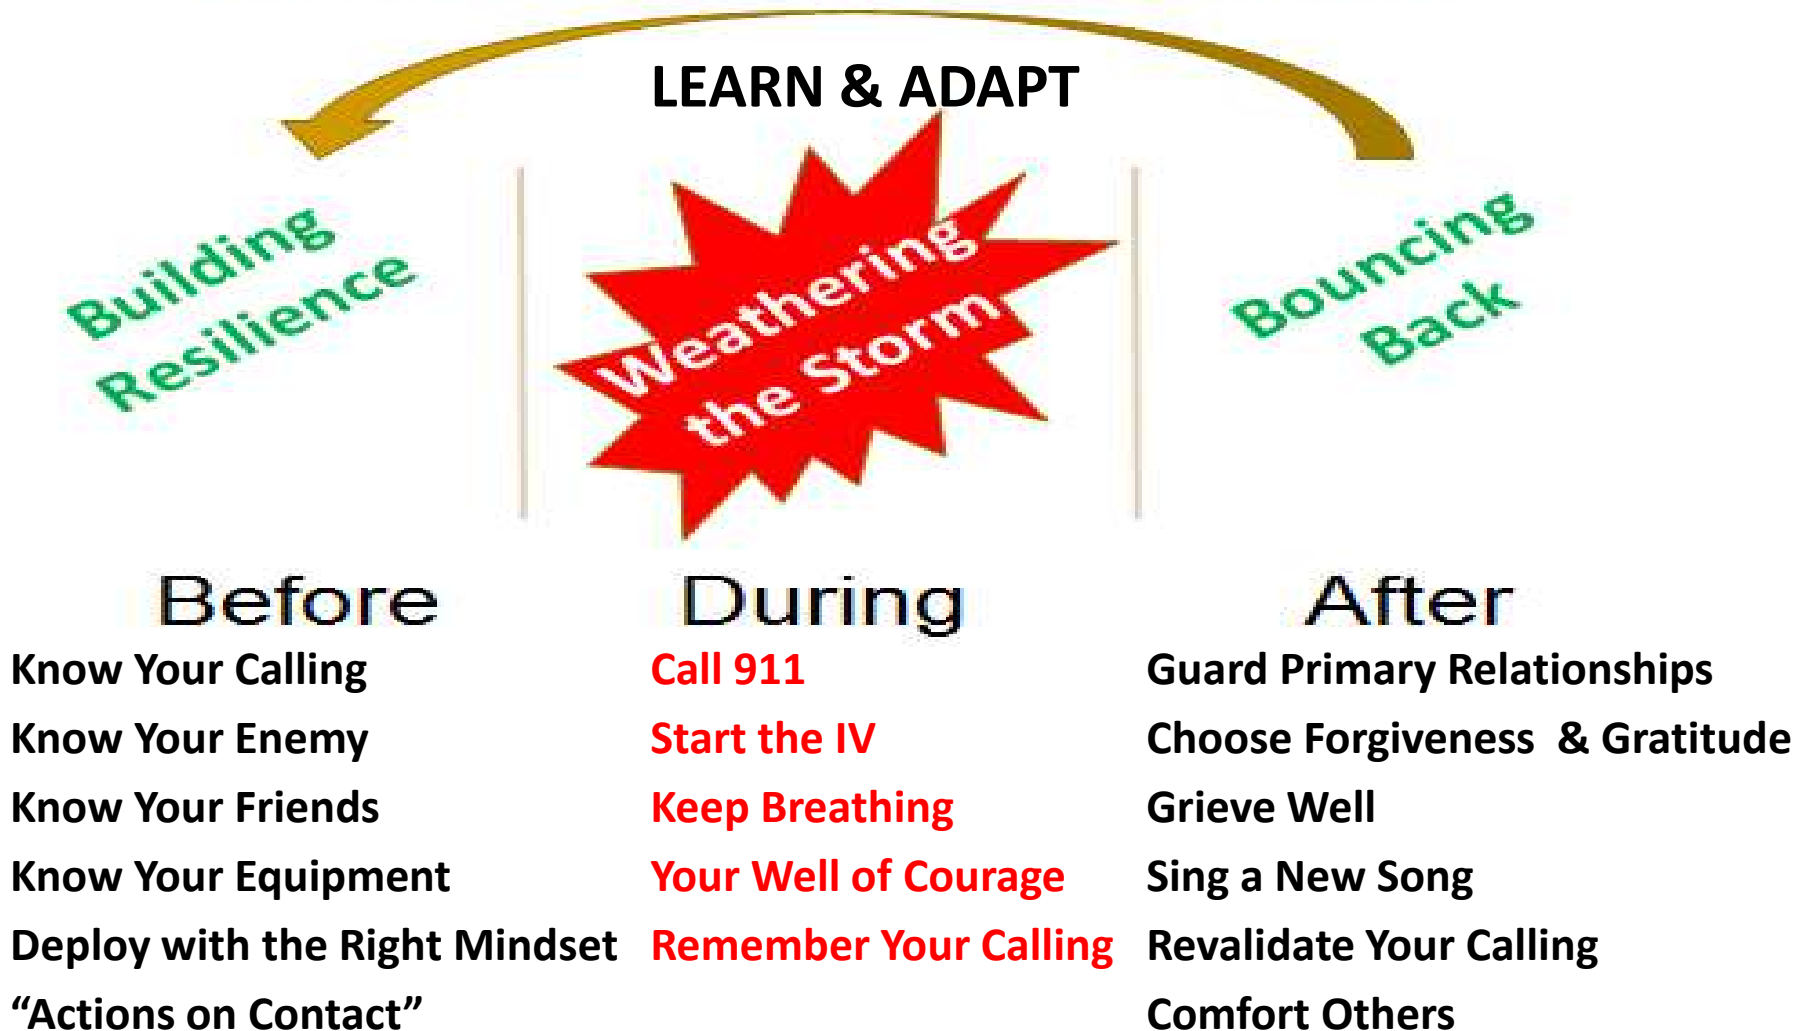 LEARN & ADAPT
Building
Resilience
Weathering
the Storm
Bouncing
Back
Before
During
After
Know Your Calling
Know Your Enemy
Know Your Friends
Know Your Equipment
Deploy with the Right Mindset
“Actions on Contact”
Call 911
Start the IV
Keep Breathing
Your Well of Courage
Remember Your Calling
Guard Primary Relationships
Choose Forgiveness  & Gratitude
Grieve Well
Sing a New Song
Revalidate Your Calling
Comfort Others